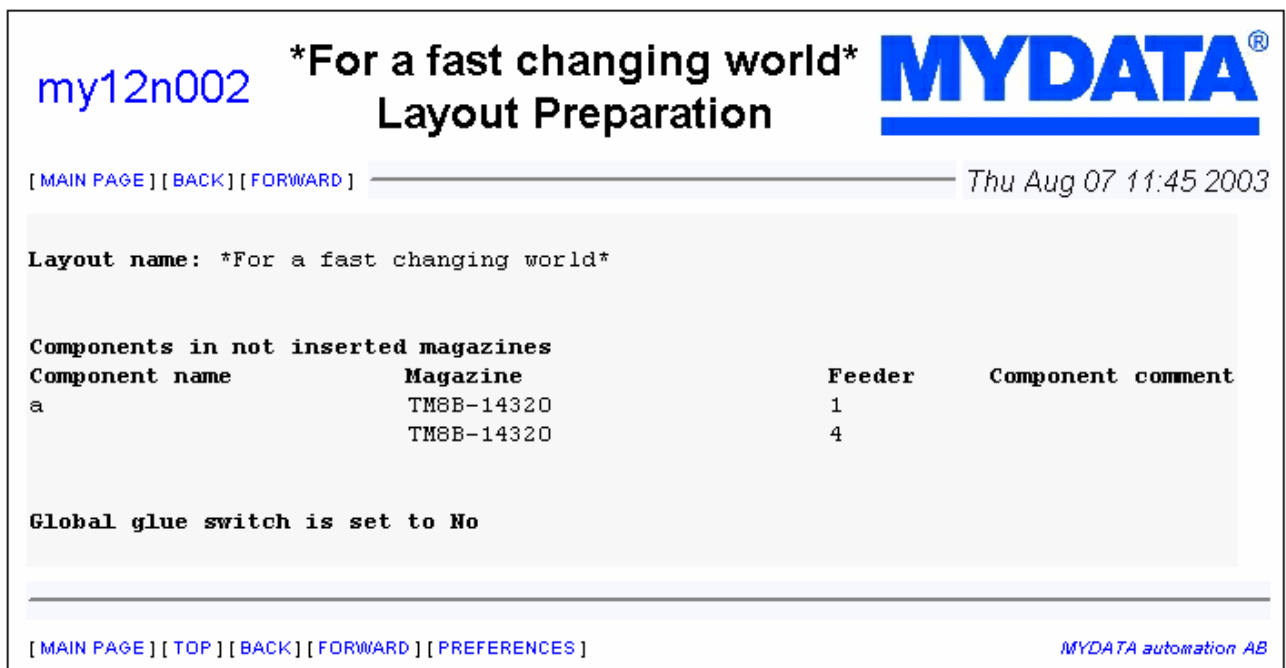 my12n002
*For a fast changing world*
Layout Preparation
MYDATA®
[ MAIN PAGE ] [ BACK ] [ FORWARD ]
Thu Aug 07 11:45 2003
Layout name: *For a fast changing world*
Components in not inserted magazines
Component name Magazine Feeder Component comment
a TM8B-14320 1
TM8B-14320 4
Global glue switch is set to No
[ MAIN PAGE ] [ TOP ] [ BACK ] [ FORWARD ] [ PREFERENCES ]
MYDATA automation AB